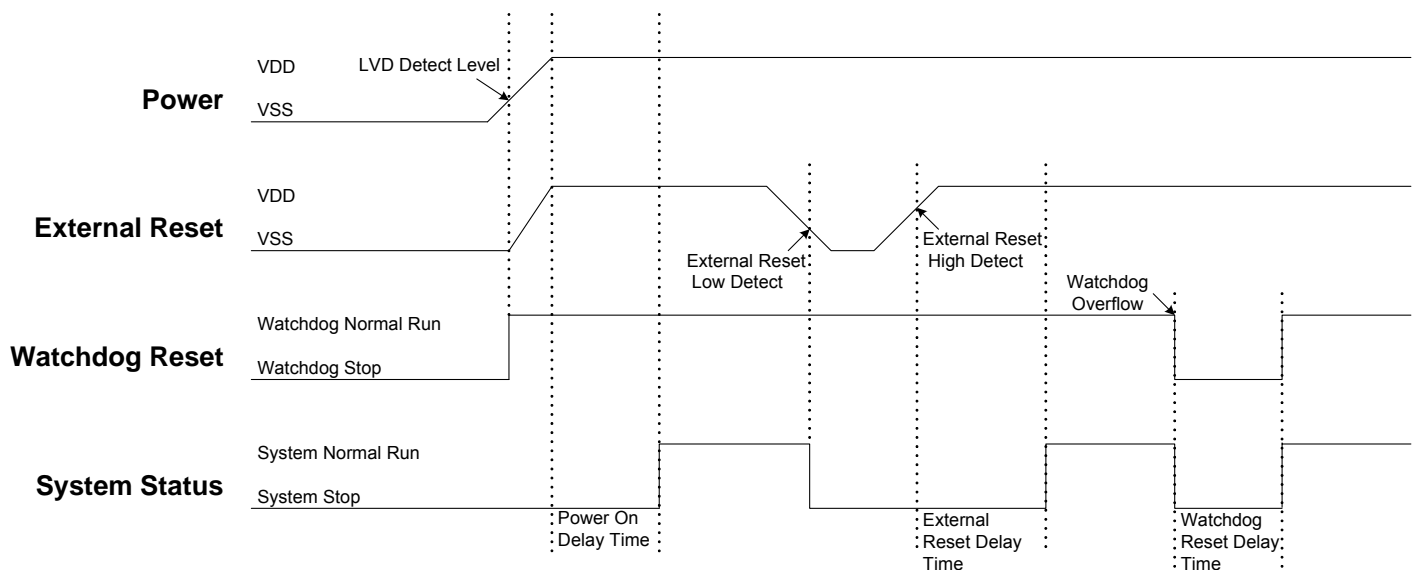 VDD
LVD Detect Level
Power
VSS
VDD
External Reset
VSS
External Reset
Low Detect
External Reset
High Detect
Watchdog
Overflow
Watchdog Normal Run
Watchdog Reset
Watchdog Stop
System Normal Run
System Status
System Stop
Power On
Delay Time
External
Reset Delay
Time
Watchdog
Reset Delay
Time